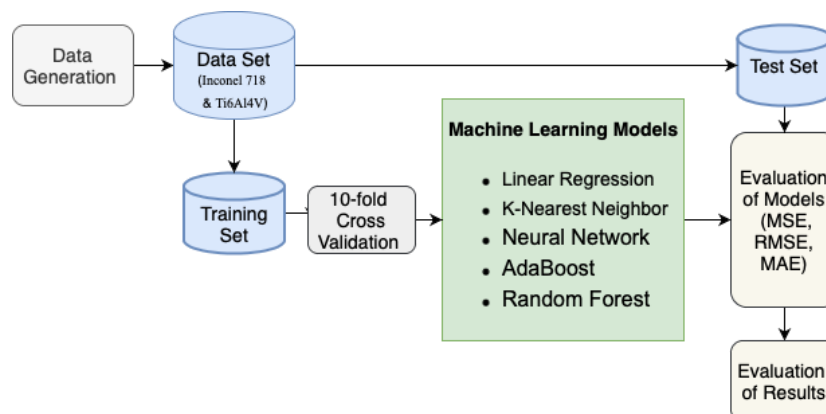 Data
Generation
Data Set
(Inconel 718
& Ti6Al4V)
Test Set
Training
Set
10-fold
Cross
Validation
Machine Learning Models
• Linear Regression
• K-Nearest Neighbor
• Neural Network
• AdaBoost
• Random Forest
Evaluation
of Models
(MSE,
RMSE,
MAE)
Evaluation
of Results